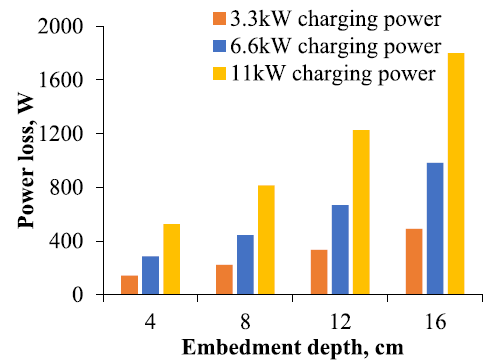 3.3kW charging power
6.6kW charging power
11kW charging power
2000
1600
1200
800
400
0
Power loss, W
4 8 12 16
Embedment depth, cm